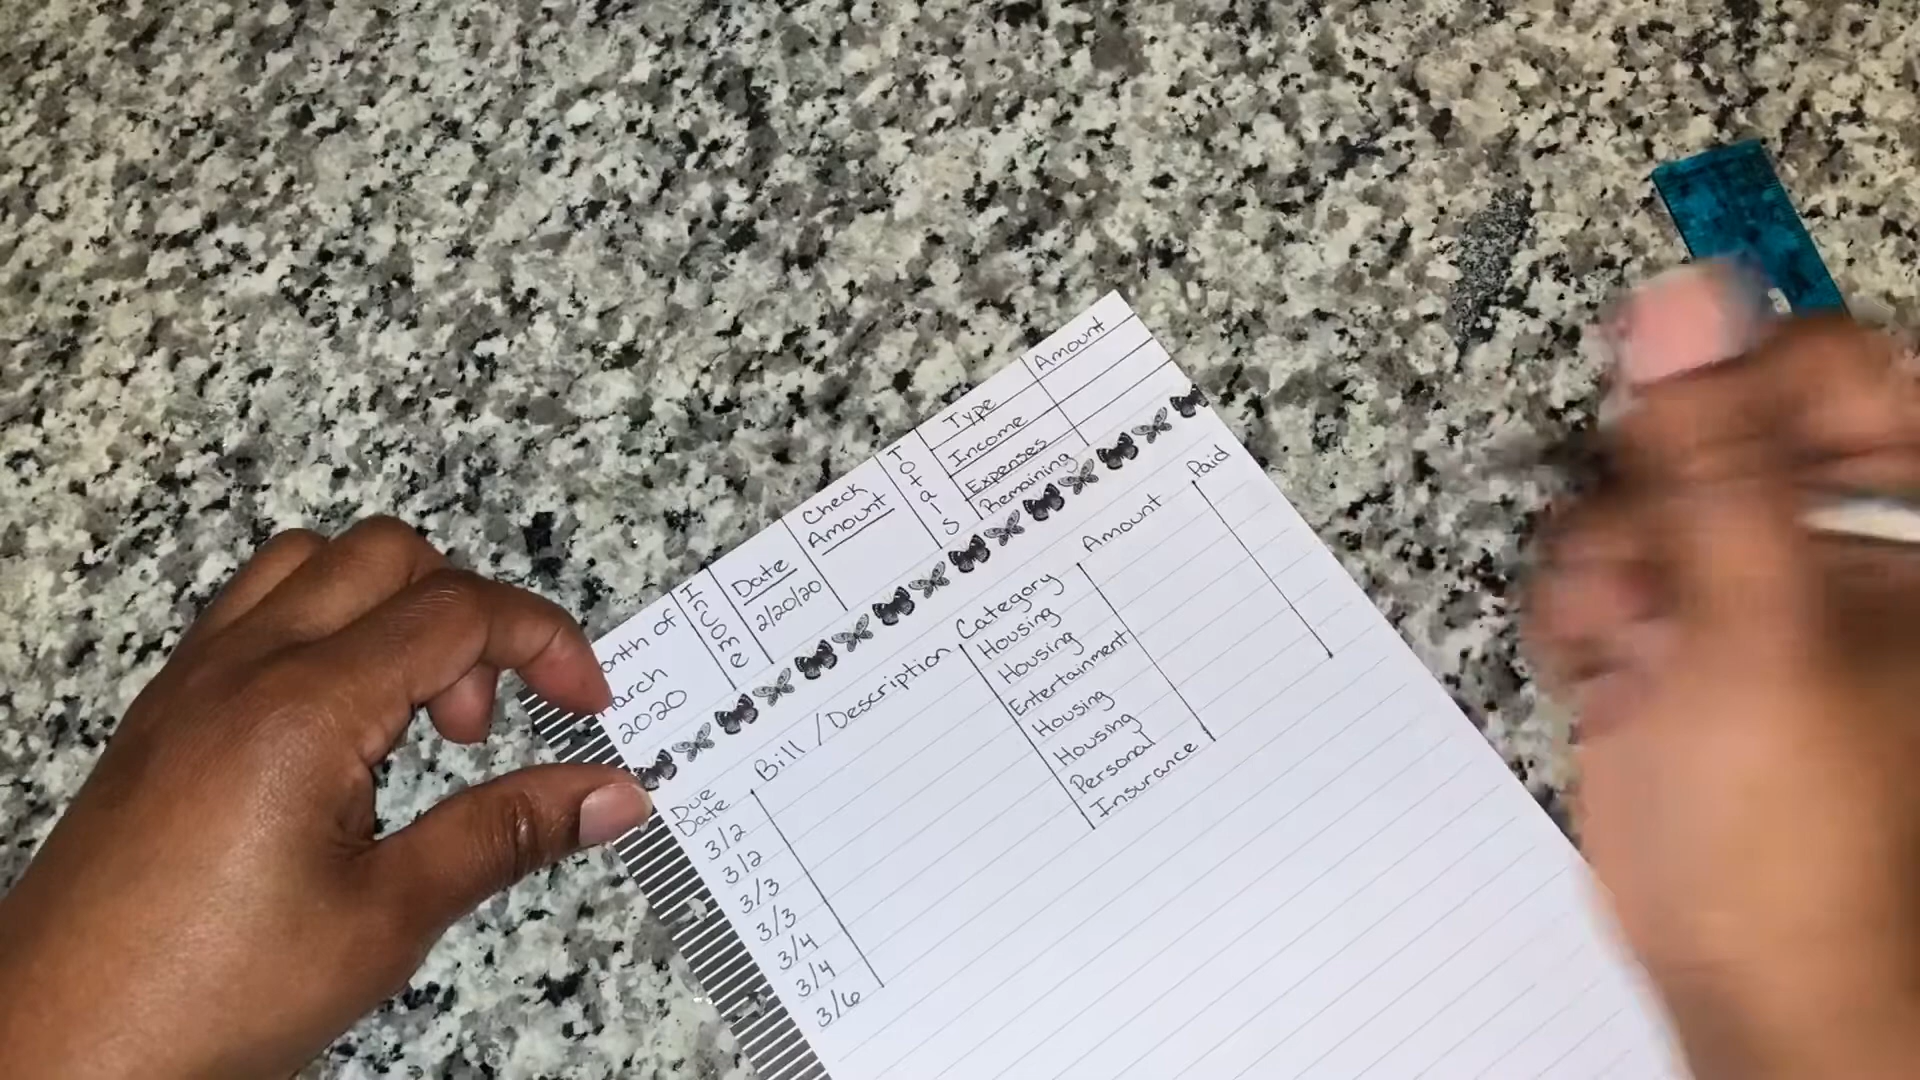 onth of
arch
2020
Income
Date
2/20/20
Check
Amount
Totals
Type Amount
Income
Expenses
Remaining
Due
Date Bill/Description Category Amount Paid
3/2 Housing
3/2 Housing
3/3 Entertainment
3/3 Housing
3/4 Housing
3/4 Personal
3/6 Insurance